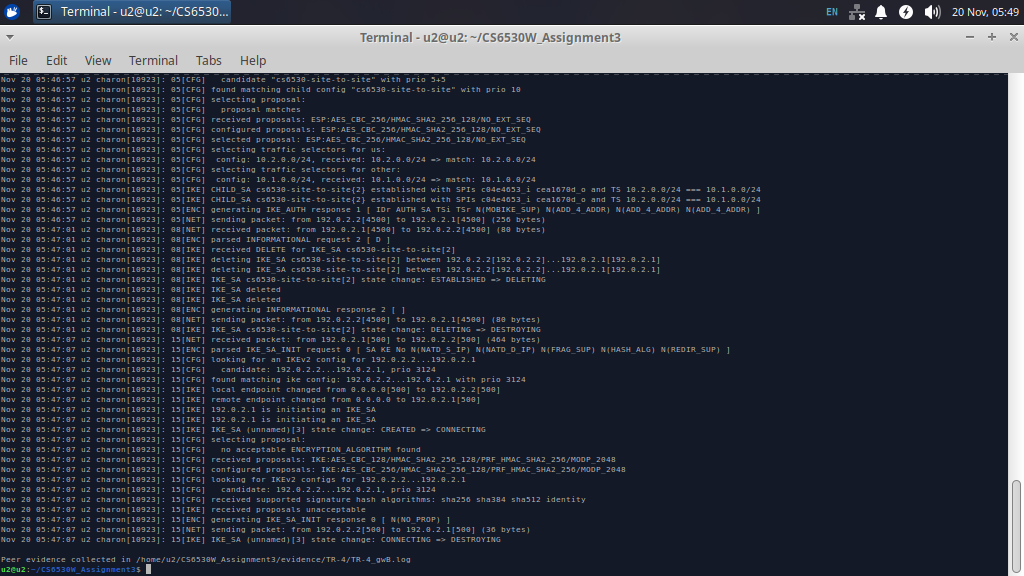 Terminal - u2@u2: ~/CS6530...
EN
20 Nov, 05:49
Terminal - u2@u2: ~/CS6530W_Assignment3
File Edit View Terminal Tabs Help
Nov 20 05:46:57 u2 charon[10923]: 05[CFG]   candidate "cs6530-site-to-site" with prio 5+5
Nov 20 05:46:57 u2 charon[10923]: 05[CFG] found matching child config "cs6530-site-to-site" with prio 10
Nov 20 05:46:57 u2 charon[10923]: 05[CFG] selecting proposal:
Nov 20 05:46:57 u2 charon[10923]: 05[CFG]   proposal matches
Nov 20 05:46:57 u2 charon[10923]: 05[CFG] received proposals: ESP:AES_CBC_256/HMAC_SHA2_256_128/NO_EXT_SEQ
Nov 20 05:46:57 u2 charon[10923]: 05[CFG] configured proposals: ESP:AES_CBC_256/HMAC_SHA2_256_128/NO_EXT_SEQ
Nov 20 05:46:57 u2 charon[10923]: 05[CFG] selected proposal: ESP:AES_CBC_256/HMAC_SHA2_256_128/NO_EXT_SEQ
Nov 20 05:46:57 u2 charon[10923]: 05[CFG] selecting traffic selectors for us:
Nov 20 05:46:57 u2 charon[10923]: 05[CFG]  config: 10.2.0.0/24, received: 10.2.0.0/24 => match: 10.2.0.0/24
Nov 20 05:46:57 u2 charon[10923]: 05[CFG] selecting traffic selectors for other:
Nov 20 05:46:57 u2 charon[10923]: 05[CFG]  config: 10.1.0.0/24, received: 10.1.0.0/24 => match: 10.1.0.0/24
Nov 20 05:46:57 u2 charon[10923]: 05[IKE] CHILD_SA cs6530-site-to-site{2} established with SPIs c04e4653_i cea1670d_o and TS 10.2.0.0/24 === 10.1.0.0/24
Nov 20 05:46:57 u2 charon[10923]: 05[IKE] CHILD_SA cs6530-site-to-site{2} established with SPIs c04e4653_i cea1670d_o and TS 10.2.0.0/24 === 10.1.0.0/24
Nov 20 05:46:57 u2 charon[10923]: 05[ENC] generating IKE_AUTH response 1 [ IDr AUTH SA TSi TSr N(MOBIKE_SUP) N(ADD_4_ADDR) N(ADD_4_ADDR) N(ADD_4_ADDR) ]
Nov 20 05:46:57 u2 charon[10923]: 05[NET] sending packet: from 192.0.2.2[4500] to 192.0.2.1[4500] (256 bytes)
Nov 20 05:47:01 u2 charon[10923]: 08[NET] received packet: from 192.0.2.1[4500] to 192.0.2.2[4500] (80 bytes)
Nov 20 05:47:01 u2 charon[10923]: 08[ENC] parsed INFORMATIONAL request 2 [ D ]
Nov 20 05:47:01 u2 charon[10923]: 08[IKE] received DELETE for IKE_SA cs6530-site-to-site[2]
Nov 20 05:47:01 u2 charon[10923]: 08[IKE] deleting IKE_SA cs6530-site-to-site[2] between 192.0.2.2[192.0.2.2]...192.0.2.1[192.0.2.1]
Nov 20 05:47:01 u2 charon[10923]: 08[IKE] deleting IKE_SA cs6530-site-to-site[2] between 192.0.2.2[192.0.2.2]...192.0.2.1[192.0.2.1]
Nov 20 05:47:01 u2 charon[10923]: 08[IKE] IKE_SA cs6530-site-to-site[2] state change: ESTABLISHED => DELETING
Nov 20 05:47:01 u2 charon[10923]: 08[IKE] IKE_SA deleted
Nov 20 05:47:01 u2 charon[10923]: 08[IKE] IKE_SA deleted
Nov 20 05:47:01 u2 charon[10923]: 08[ENC] generating INFORMATIONAL response 2 [ ]
Nov 20 05:47:01 u2 charon[10923]: 08[NET] sending packet: from 192.0.2.2[4500] to 192.0.2.1[4500] (80 bytes)
Nov 20 05:47:01 u2 charon[10923]: 08[IKE] IKE_SA cs6530-site-to-site[2] state change: DELETING => DESTROYING
Nov 20 05:47:07 u2 charon[10923]: 15[NET] received packet: from 192.0.2.1[500] to 192.0.2.2[500] (464 bytes)
Nov 20 05:47:07 u2 charon[10923]: 15[ENC] parsed IKE_SA_INIT request 0 [ SA KE No N(NATD_S_IP) N(NATD_D_IP) N(FRAG_SUP) N(HASH_ALG) N(REDIR_SUP) ]
Nov 20 05:47:07 u2 charon[10923]: 15[CFG] looking for an IKEv2 config for 192.0.2.2...192.0.2.1
Nov 20 05:47:07 u2 charon[10923]: 15[CFG]   candidate: 192.0.2.2...192.0.2.1, prio 3124
Nov 20 05:47:07 u2 charon[10923]: 15[CFG] found matching ike config: 192.0.2.2...192.0.2.1 with prio 3124
Nov 20 05:47:07 u2 charon[10923]: 15[IKE] local endpoint changed from 0.0.0.0[500] to 192.0.2.2[500]
Nov 20 05:47:07 u2 charon[10923]: 15[IKE] remote endpoint changed from 0.0.0.0 to 192.0.2.1[500]
Nov 20 05:47:07 u2 charon[10923]: 15[IKE] 192.0.2.1 is initiating an IKE_SA
Nov 20 05:47:07 u2 charon[10923]: 15[IKE] 192.0.2.1 is initiating an IKE_SA
Nov 20 05:47:07 u2 charon[10923]: 15[IKE] IKE_SA (unnamed)[3] state change: CREATED => CONNECTING
Nov 20 05:47:07 u2 charon[10923]: 15[CFG] selecting proposal:
Nov 20 05:47:07 u2 charon[10923]: 15[CFG]   no acceptable ENCRYPTION_ALGORITHM found
Nov 20 05:47:07 u2 charon[10923]: 15[CFG] received proposals: IKE:AES_CBC_128/HMAC_SHA2_256_128/PRF_HMAC_SHA2_256/MODP_2048
Nov 20 05:47:07 u2 charon[10923]: 15[CFG] configured proposals: IKE:AES_CBC_256/HMAC_SHA2_256_128/PRF_HMAC_SHA2_256/MODP_2048
Nov 20 05:47:07 u2 charon[10923]: 15[CFG] looking for IKEv2 configs for 192.0.2.2...192.0.2.1
Nov 20 05:47:07 u2 charon[10923]: 15[CFG]   candidate: 192.0.2.2...192.0.2.1, prio 3124
Nov 20 05:47:07 u2 charon[10923]: 15[CFG] received supported signature hash algorithms: sha256 sha384 sha512 identity
Nov 20 05:47:07 u2 charon[10923]: 15[IKE] received proposals unacceptable
Nov 20 05:47:07 u2 charon[10923]: 15[ENC] generating IKE_SA_INIT response 0 [ N(NO_PROP) ]
Nov 20 05:47:07 u2 charon[10923]: 15[NET] sending packet: from 192.0.2.2[500] to 192.0.2.1[500] (36 bytes)
Nov 20 05:47:07 u2 charon[10923]: 15[IKE] IKE_SA (unnamed)[3] state change: CONNECTING => DESTROYING
Peer evidence collected in /home/u2/CS6530W_Assignment3/evidence/TR-4/TR-4_gwB.log
u2@u2:~/CS6530W_Assignment3$